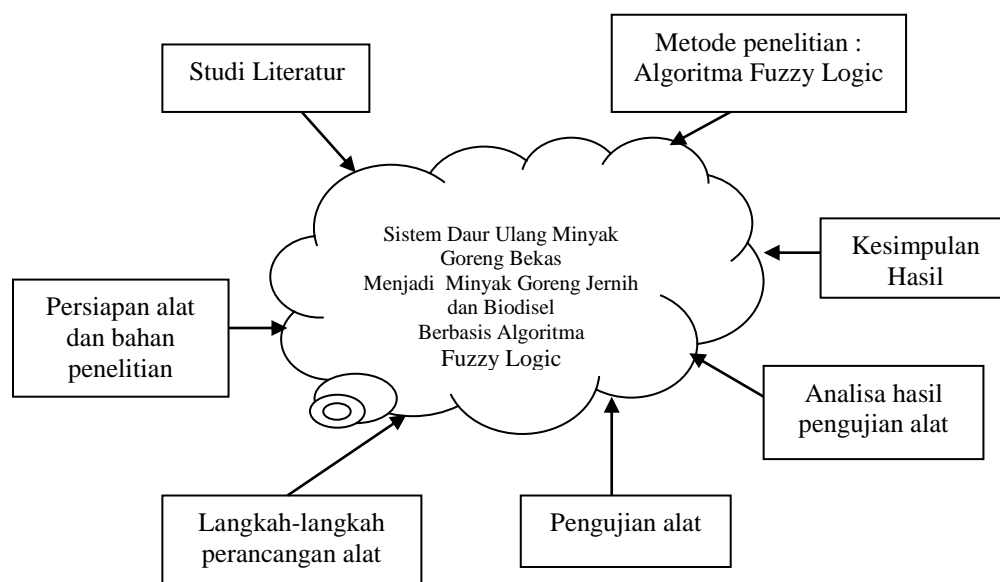 Studi Literatur
Metode penelitian :
Algoritma Fuzzy Logic
Sistem Daur Ulang Minyak
Goreng Bekas
Menjadi Minyak Goreng Jernih
dan Biodisel
Berbasis Algoritma
Fuzzy Logic
Kesimpulan
Hasil
Persiapan alat
dan bahan
penelitian
Analisa hasil
pengujian alat
Langkah-langkah
perancangan alat
Pengujian alat